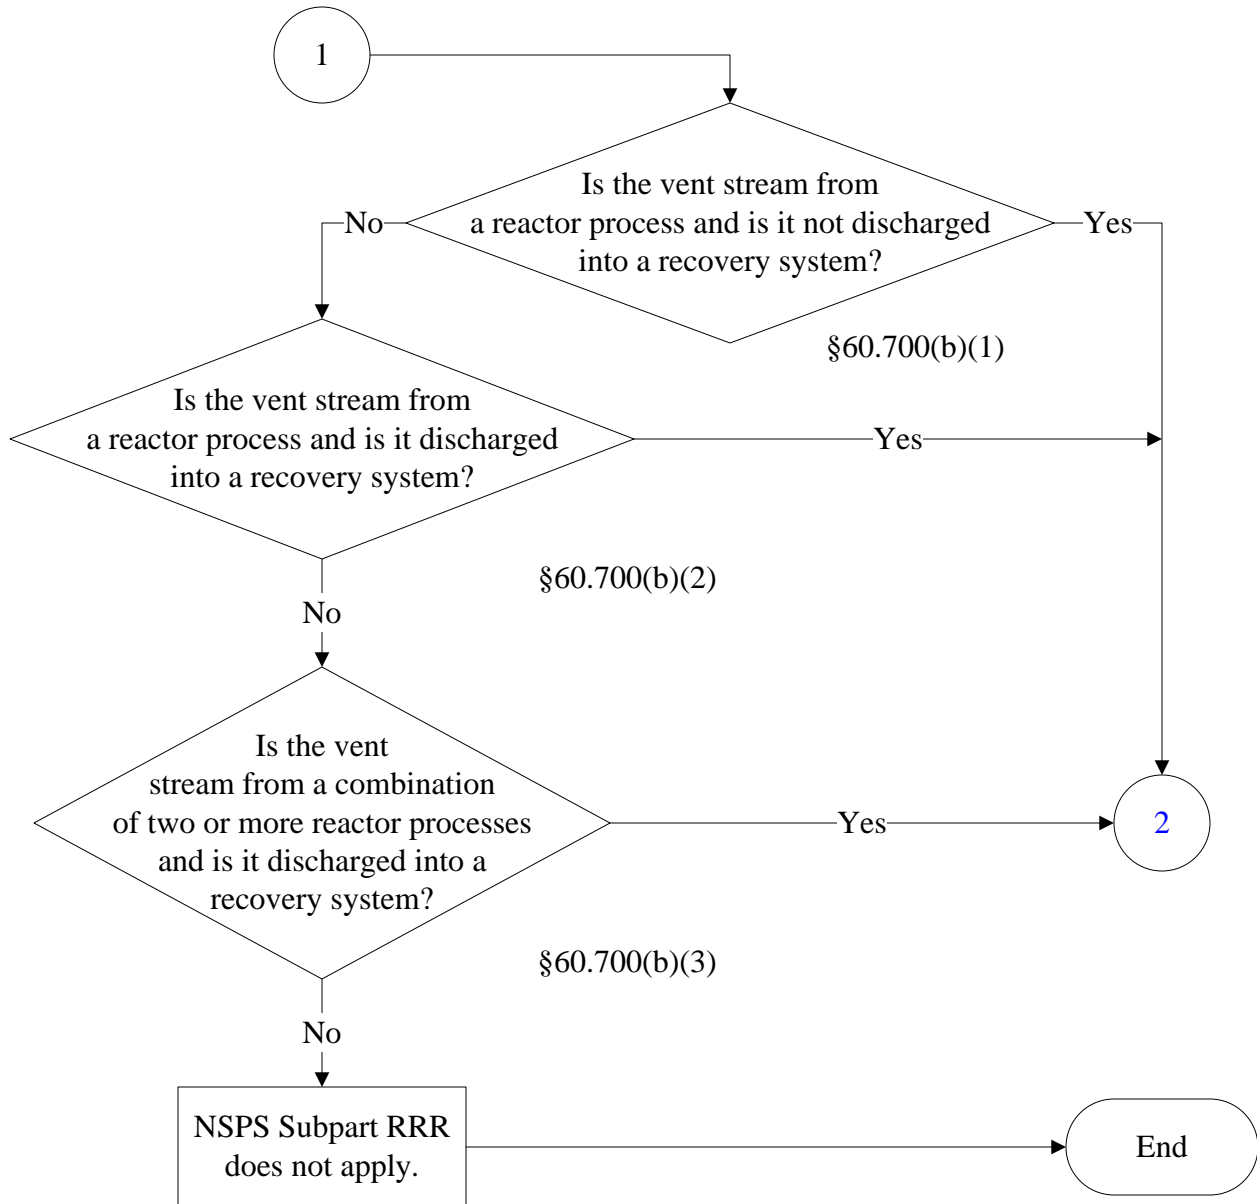 1
Is the vent stream from
a reactor process and is it not discharged
into a recovery system?
No
Yes
§60.700(b)(1)
Is the vent stream from
a reactor process and is it discharged
into a recovery system?
Yes
§60.700(b)(2)
No
Is the vent
stream from a combination
of two or more reactor processes
and is it discharged into a
recovery system?
Yes
2
§60.700(b)(3)
No
NSPS Subpart RRR
does not apply.
End